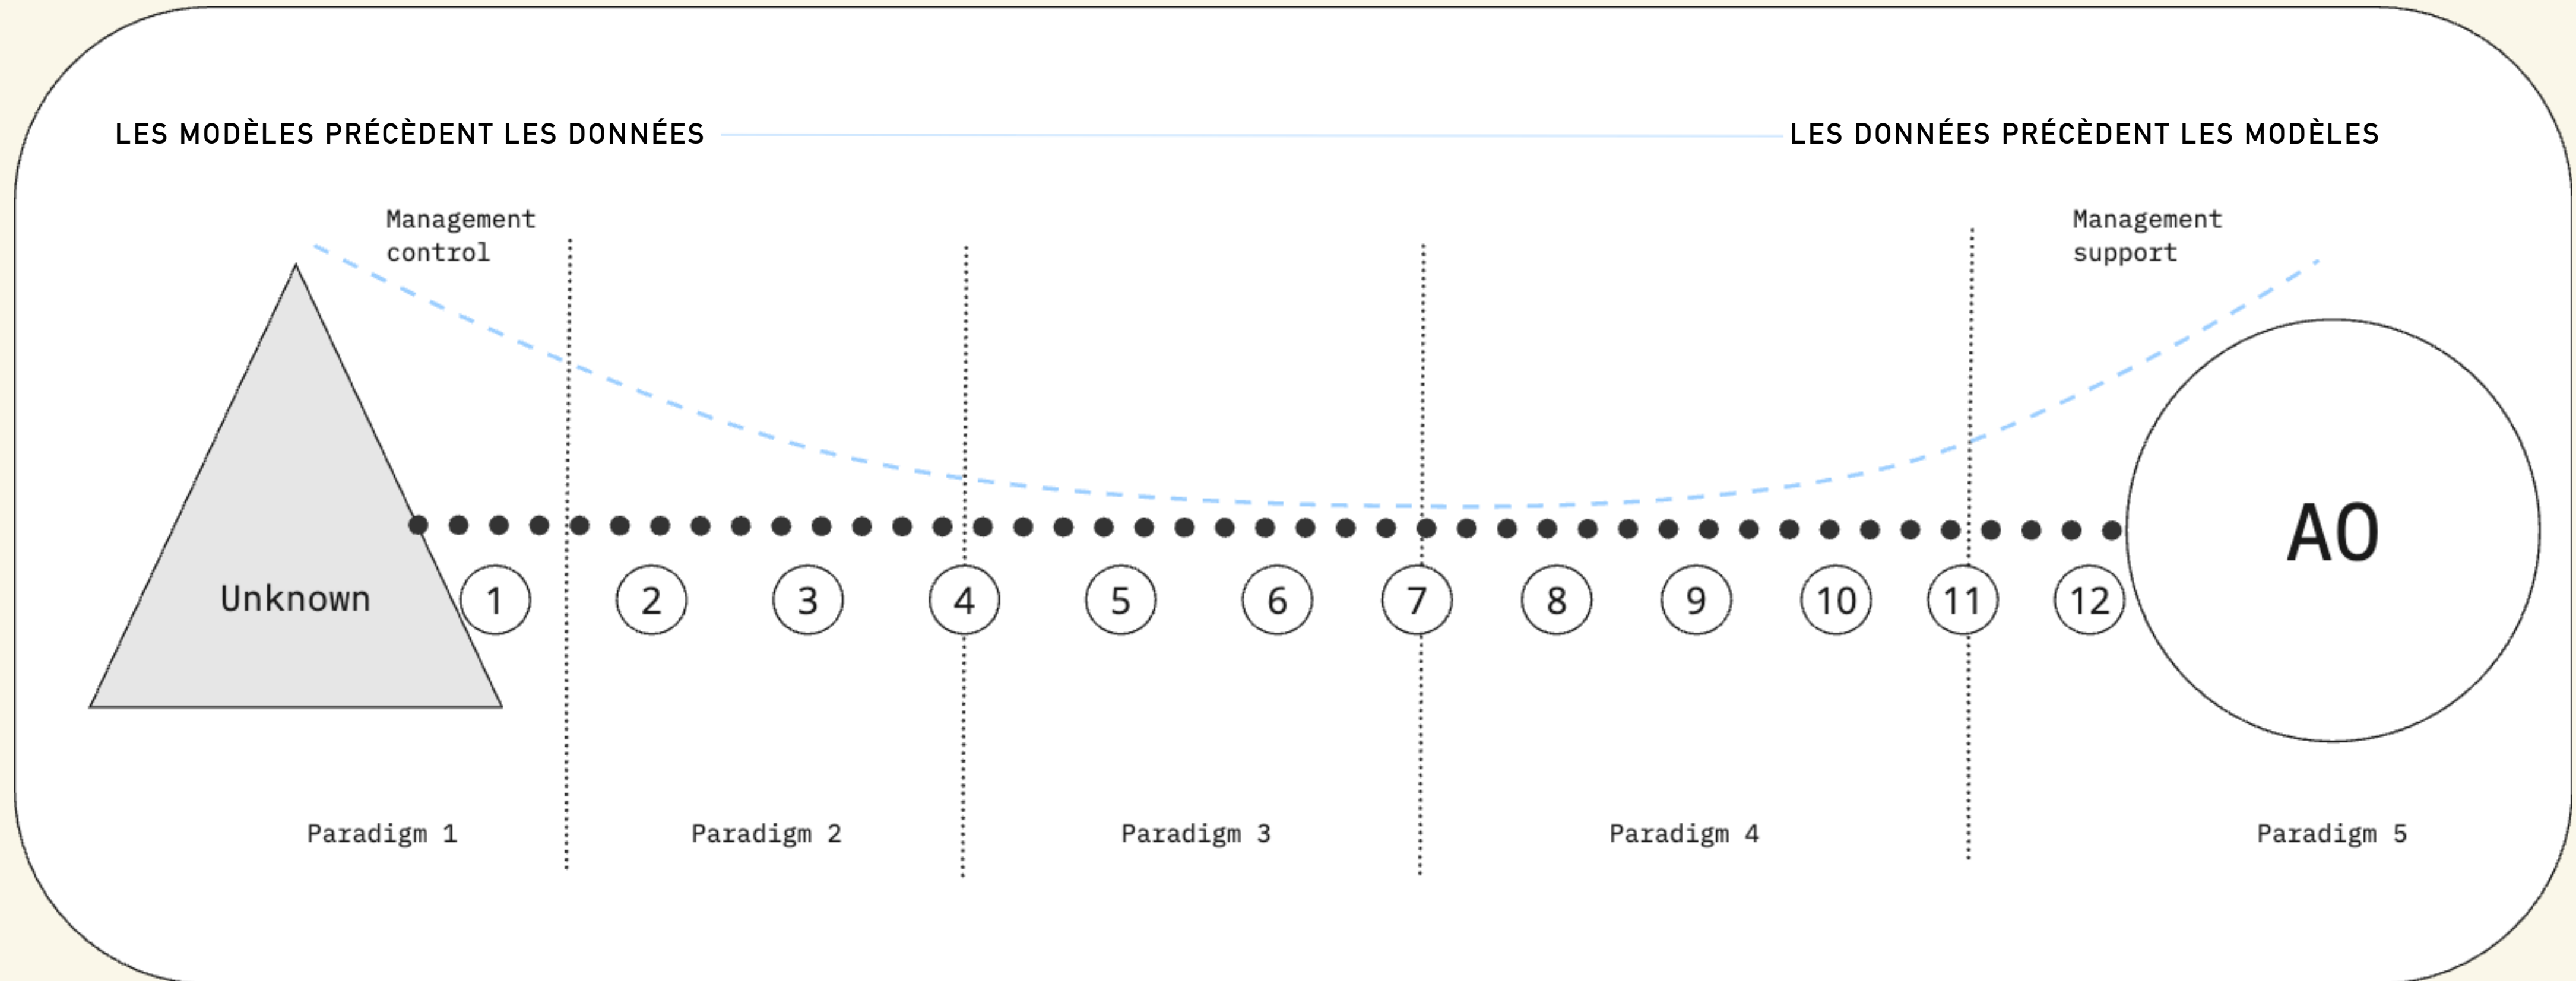 LES MODÈLES PRÉCÈDENT LES DONNÉES
LES DONNÉES PRÉCÈDENT LES MODÈLES
Management
control
Management
support
Unknown
AO
1
2
3
4
5
6
7
8
9
10
11
12
Paradigm 1
Paradigm 2
Paradigm 3
Paradigm 4
Paradigm 5